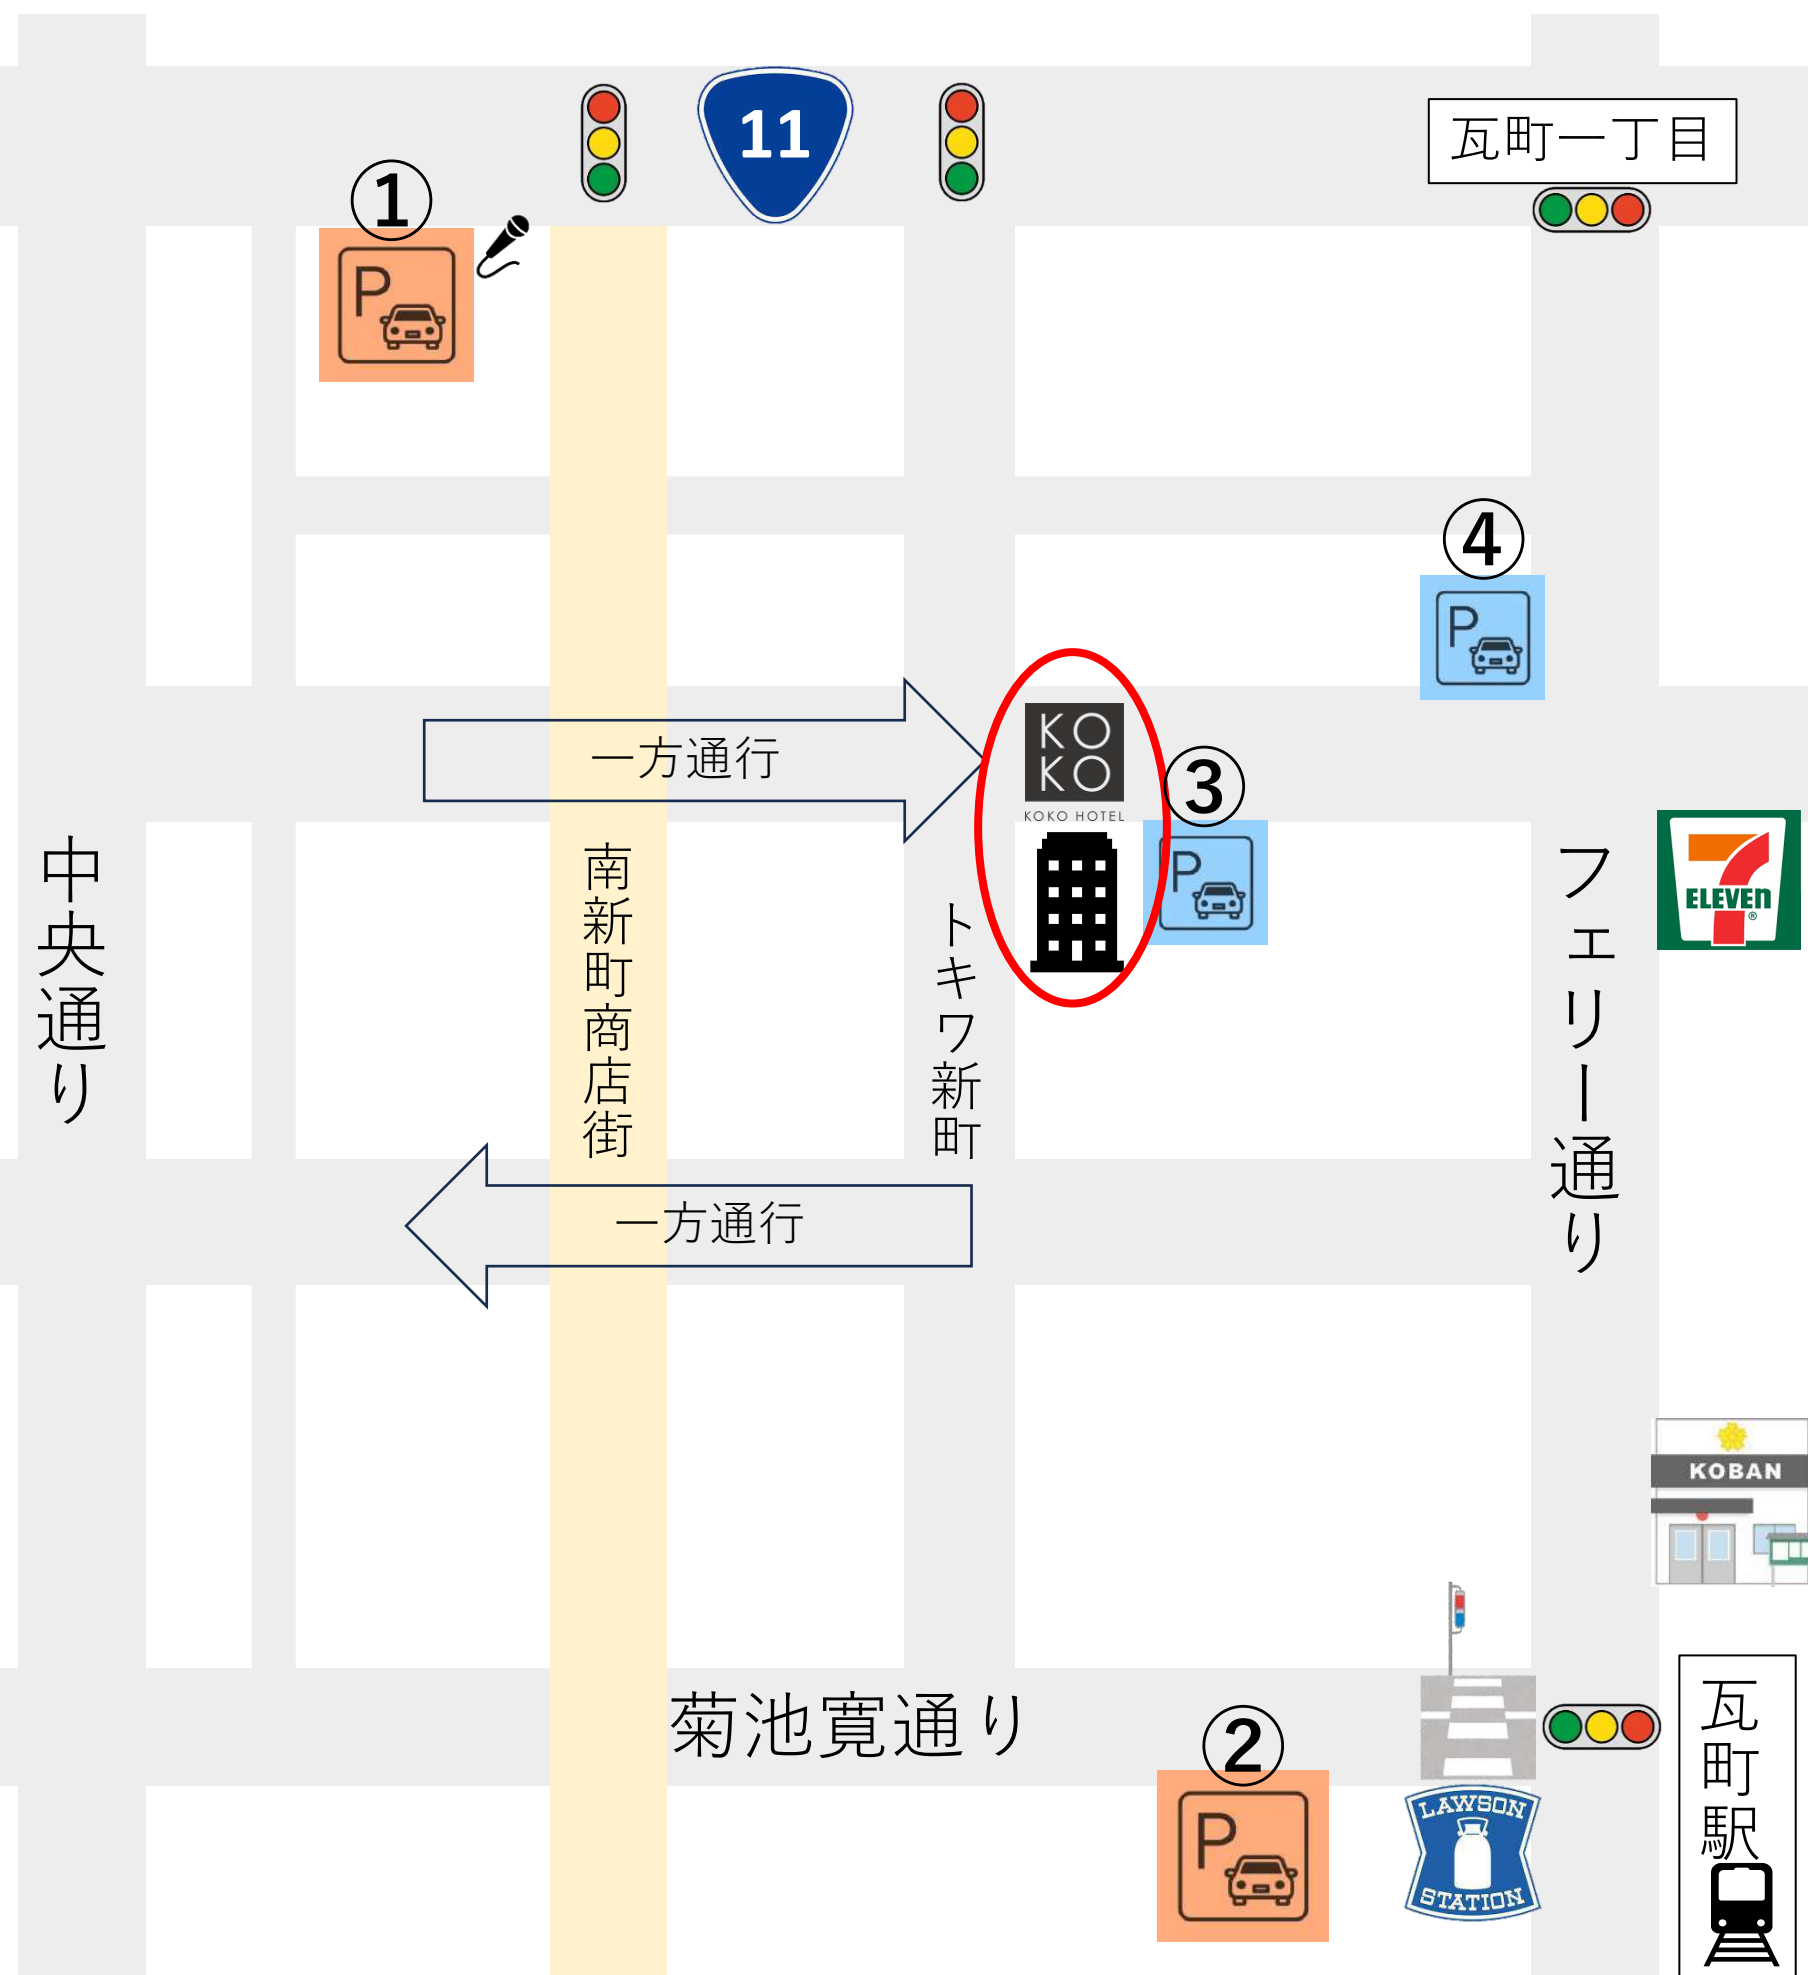 11
瓦町一丁目
①
P
④
P
一方通行
KO
KO
KOKO HOTEL
③
P
中央通り
南新町商店街
トキワ新町
フェリー通り
7
ELEVEn
®
一方通行
KOBAN
菊池寛通り
②
P
LAWSON
STATION
瓦町駅